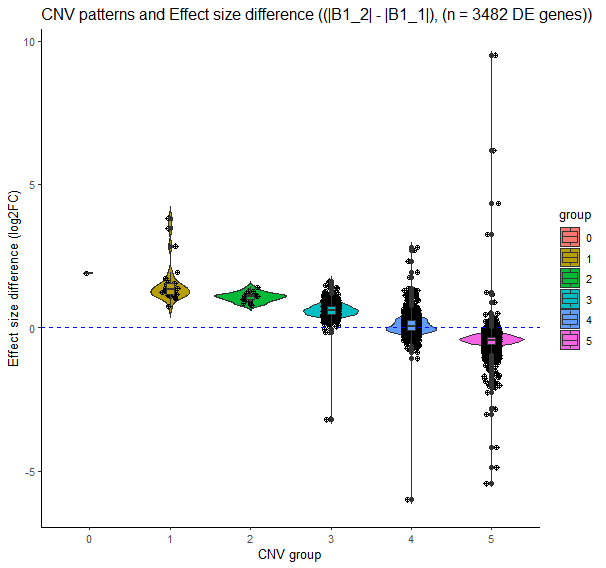 CNV patterns and Effect size difference ((|B1_2| - |B1_1|), (n = 3482 DE genes))
10
5
0
-5
Effect size difference (log2FC)
0 1 2 3 4 5
CNV group
group
0
1
2
3
4
5